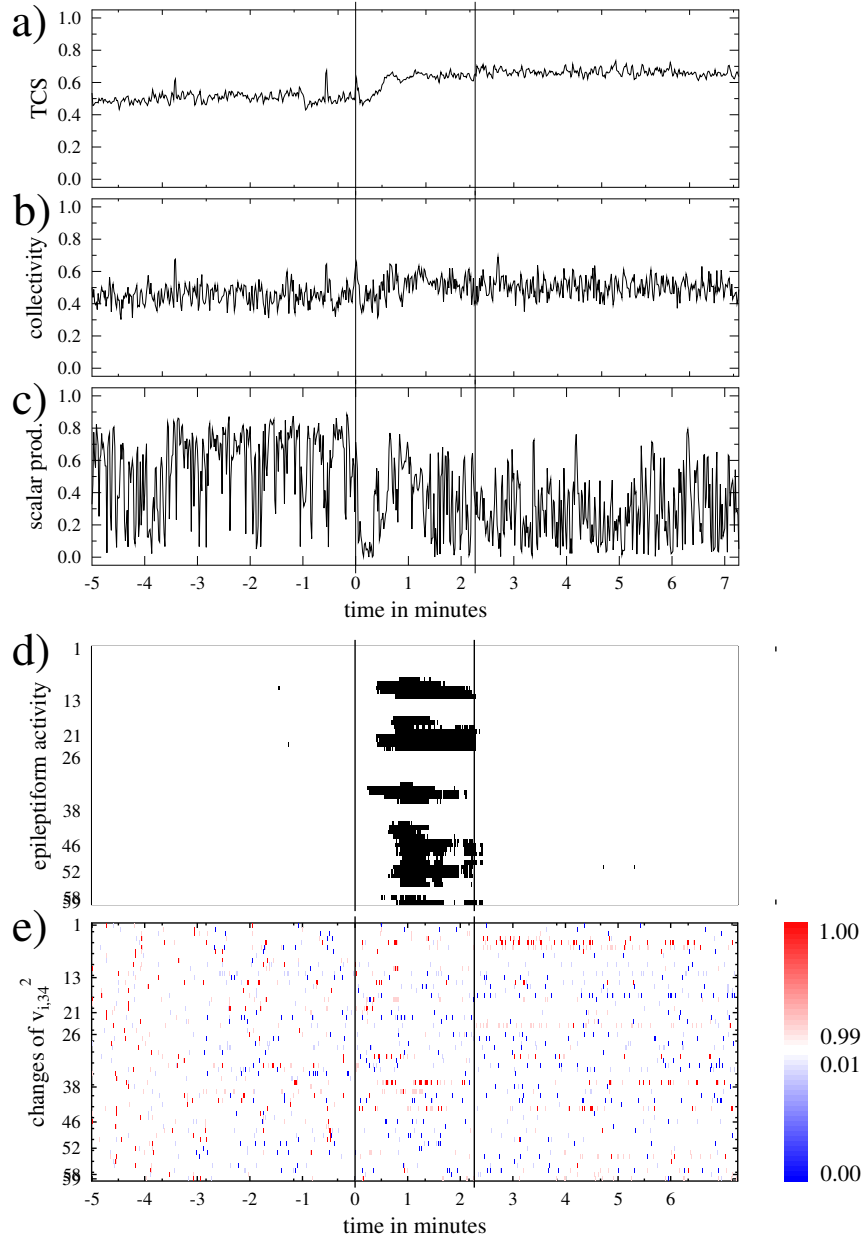 a)
1.0
0.8
0.6
0.4
0.2
0.0
TCS
b)
1.0
0.8
0.6
0.4
0.2
0.0
collectivity
c)
1.0
0.8
0.6
0.4
0.2
0.0
scalar prod.
-5 -4 -3 -2 -1 0 1 2 3 4 5 6 7
time in minutes
d)
1
13
21
26
38
46
52
58
59
epileptiform activity
e)
1
13
21
26
38
46
52
58
59
changes of v i,34 2
1.00
0.99
0.01
0.00
-5 -4 -3 -2 -1 0 1 2 3 4 5 6
time in minutes